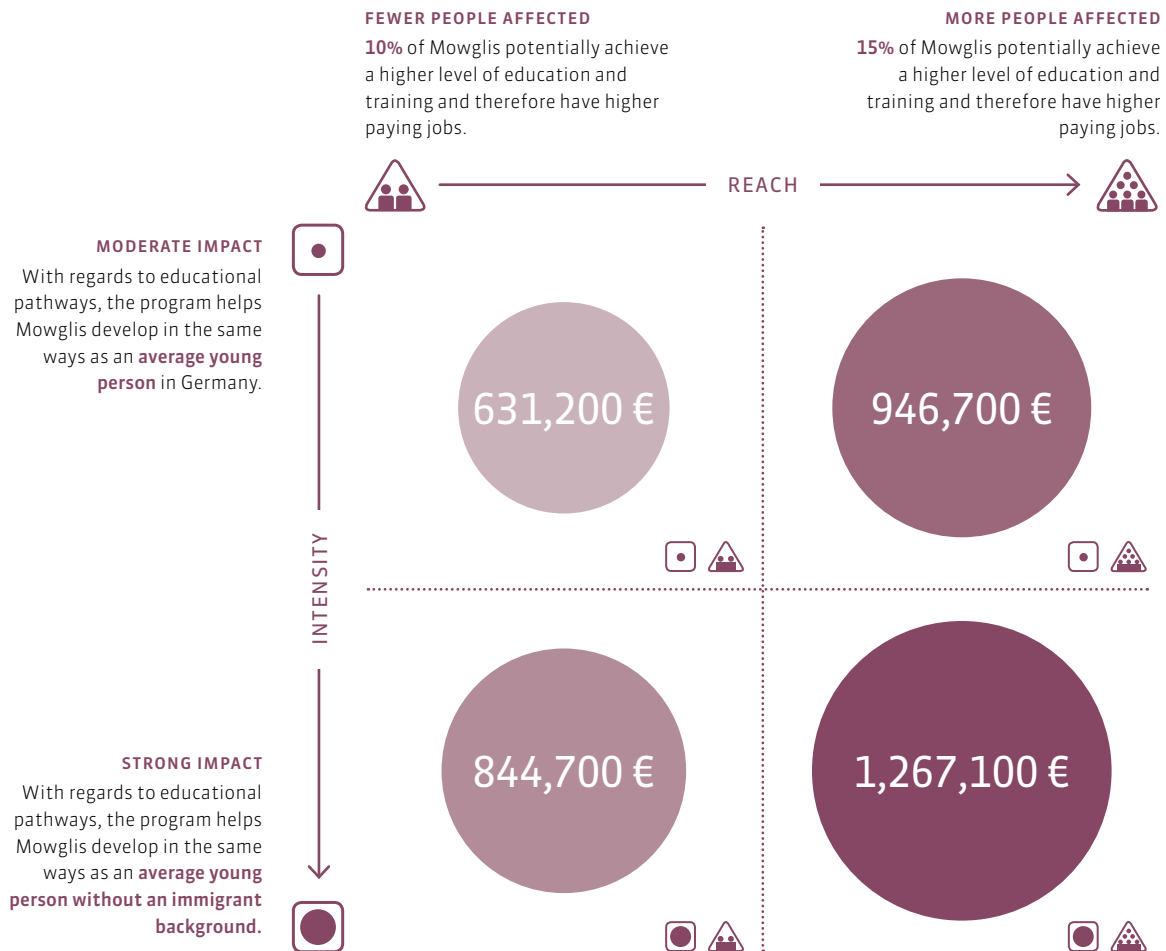 FEWER PEOPLE AFFECTED
10% of Mowglis potentially achieve
a higher level of education and
training and therefore have higher
paying jobs.
MORE PEOPLE AFFECTED
15% of Mowglis potentially achieve
a higher level of education and
training and therefore have higher
paying jobs.
REACH
MODERATE IMPACT
With regards to educational
pathways, the program helps
Mowglis develop in the same
ways as an average young
person in Germany.
631,200 €
946,700 €
INTENSITY
STRONG IMPACT
With regards to educational
pathways, the program helps
Mowglis develop in the same
ways as an average young
person without an immigrant
background.
844,700 €
1,267,100 €